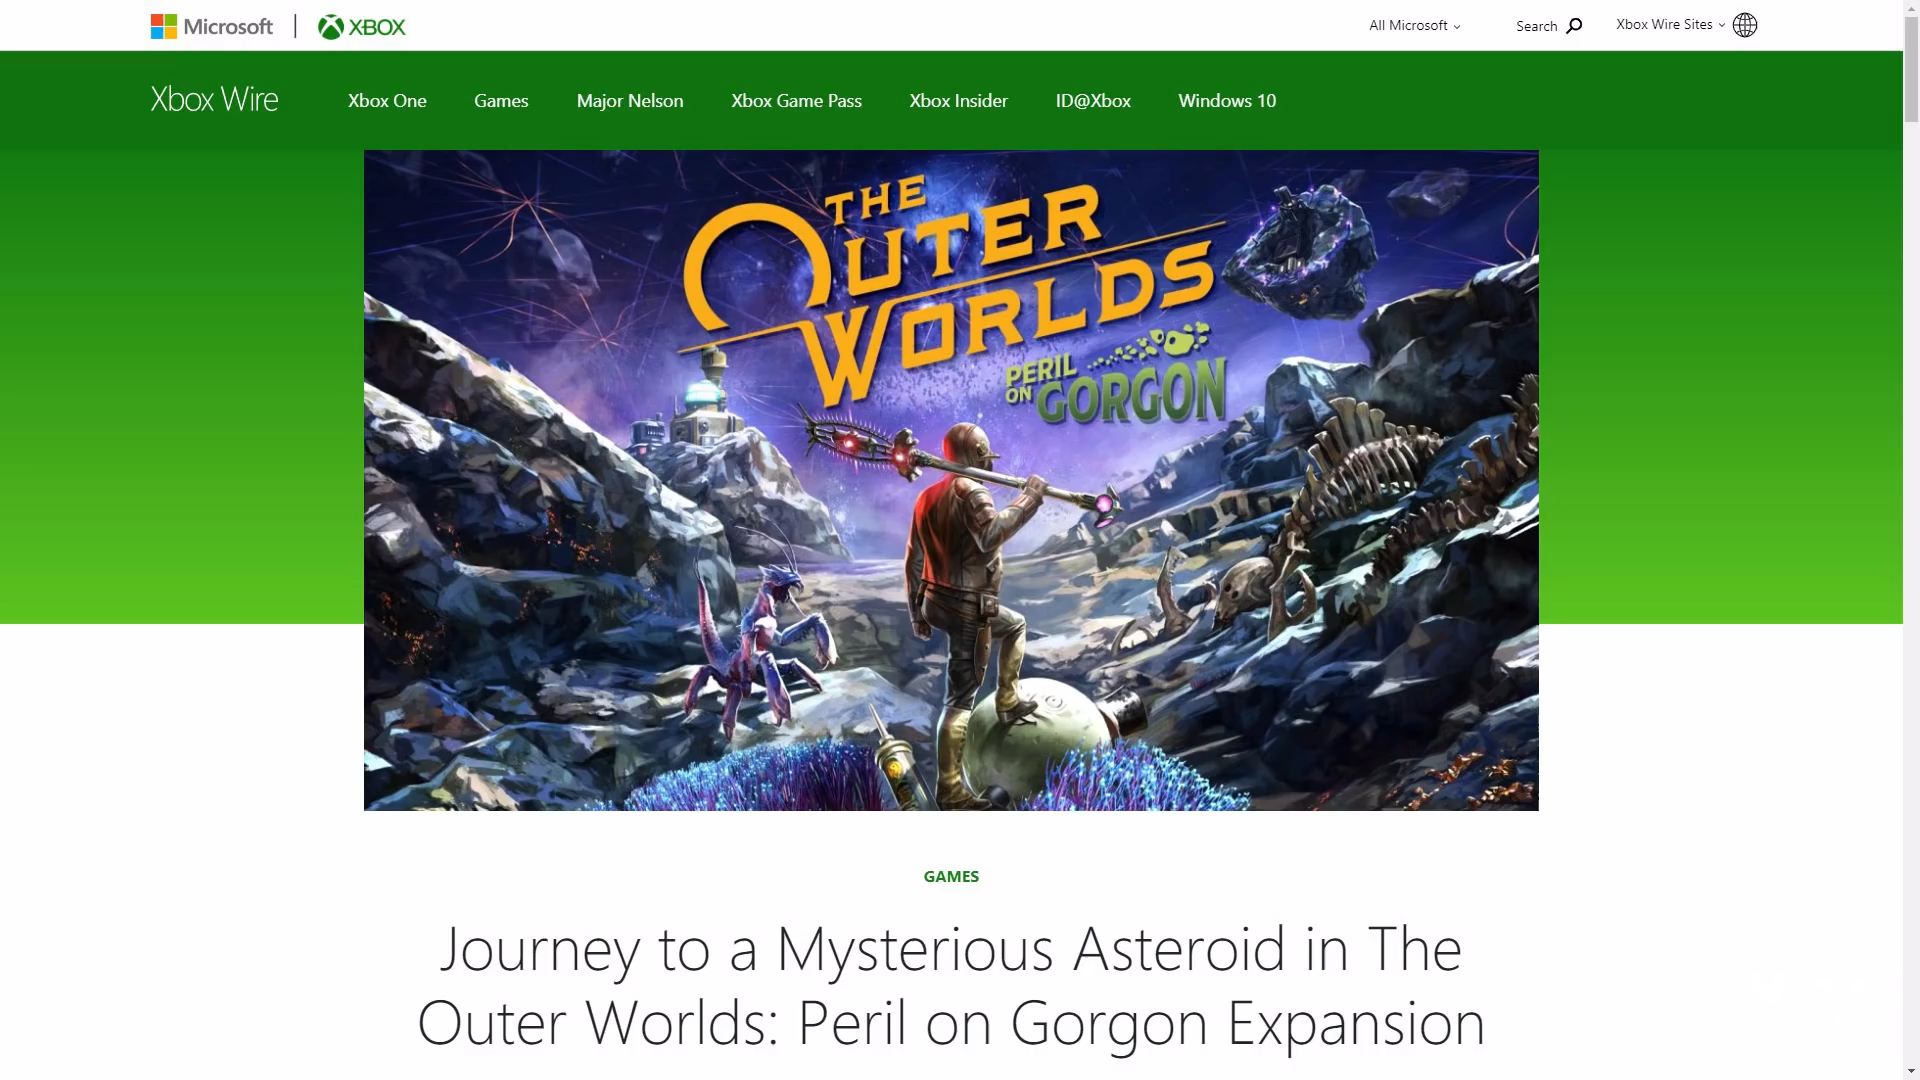 Microsoft XBOX All Microsoft Search Xbox Wire Sites
Xbox Wire Xbox One Games Major Nelson Xbox Game Pass Xbox Insider ID@Xbox Windows 10
THE
OUTER
WORLDS
PERIL
ON GORGON
GAMES
Journey to a Mysterious Asteroid in The
Outer Worlds: Peril on Gorgon Expansion